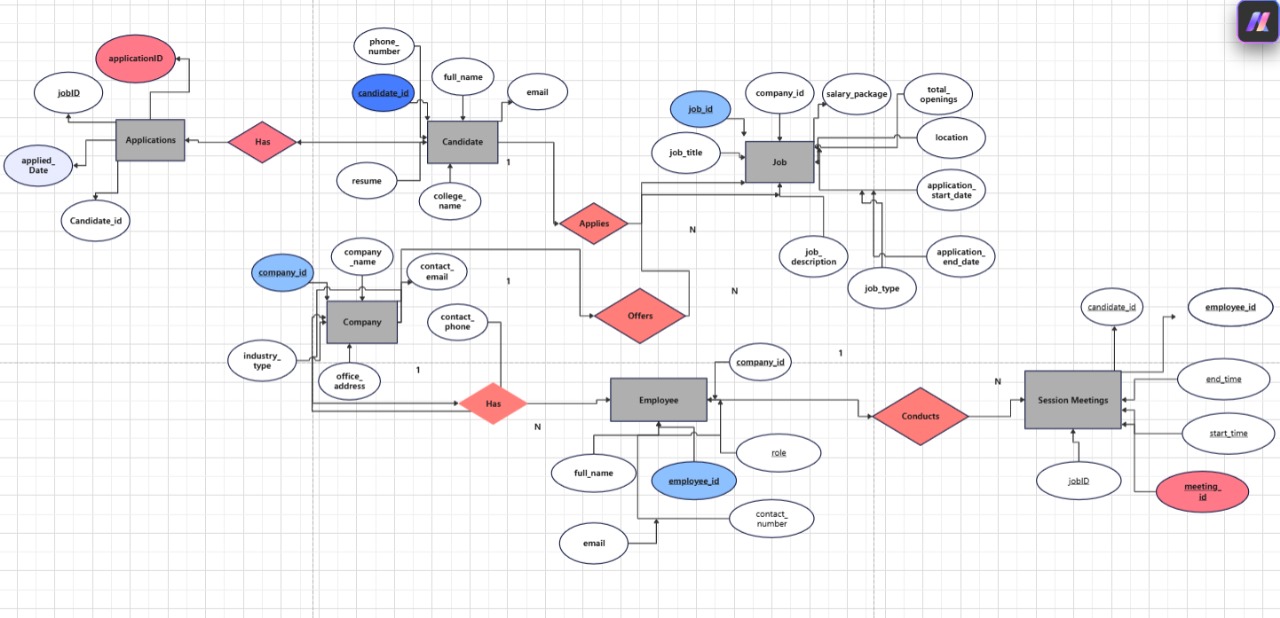 phone_
number
applicationID
full_name
jobID
candidate_id
email
company_id
salary_package
total_
openings
job_id
Applications
Has
Candidate
location
job_title
Job
1
applied_
Date
resume
application_
start_date
college_
name
Candidate_id
Applies
N
company
_name
job_
description
application_
end_date
company_id
contact_
email
1
N
job_type
candidate_id
employee_id
Company
contact_
phone
Offers
1
industry_
type
office_
address
1
company_id
N
end_time
Has
Employee
Conducts
Session Meetings
N
start_time
role
full_name
employee_id
jobID
meeting_
id
contact_
number
email